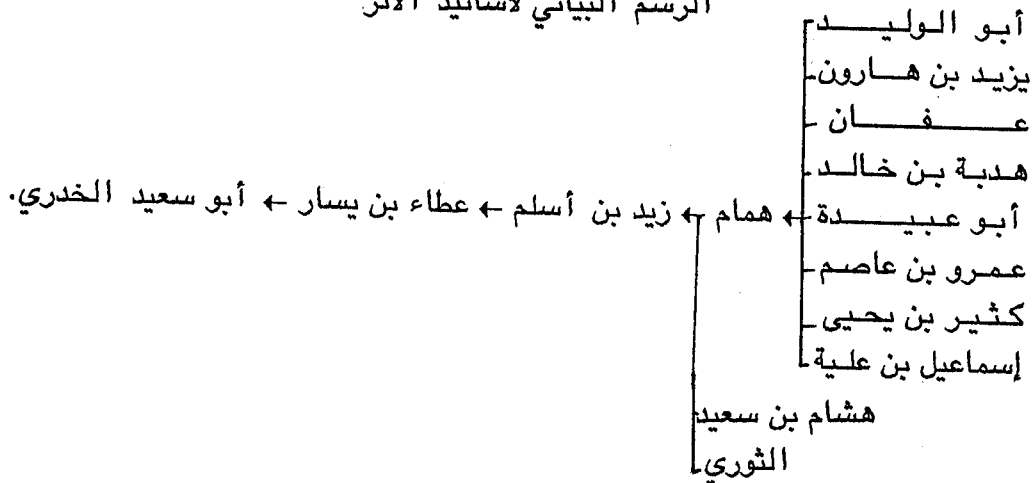 الرسم البياني لأسانيد الأثر
أبو الوليد
يزيد بن هارون
عفان
هدبة بن خالد
أبو عبيدة ← همام ← زيد بن أسلم ← عطاء بن يسار ← أبو سعيد الخدري.
عمرو بن عاصم
كثير بن يحيى
إسماعيل بن علية
هشام بن سعيد
الثوري